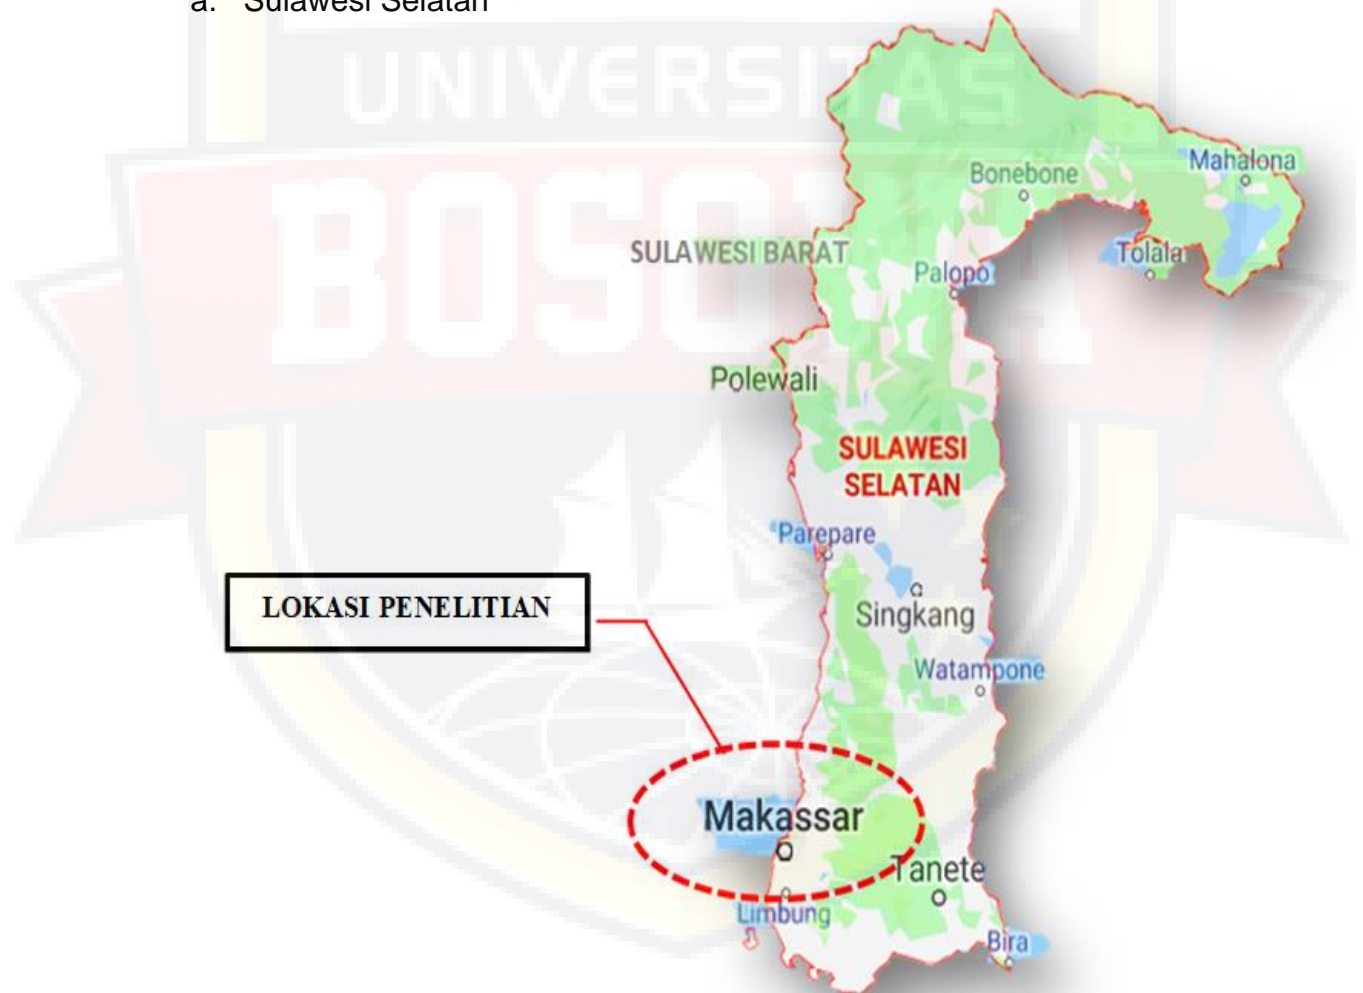 a. Sulawesi Selatan
UNIVERSITAS
BOSOWA
Mahalona
Bonebone
SULAWESI BARAT
Tolala
Palopo
Polewali
SULAWESI
SELATAN
Parepare
LOKASI PENELITIAN
Singkang
Watampone
Makassar
Tanete
Limbung
Bira